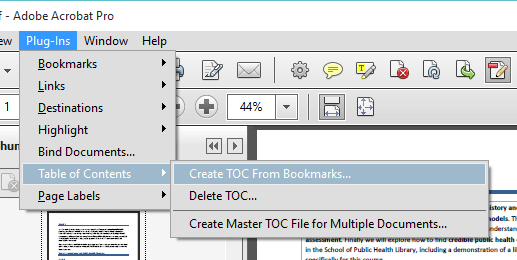 f - Adobe Acrobat Pro
ew Plug-Ins Window Help
Bookmarks
Links
1
Destinations
44%
Highlight
hum
Bind Documents...
Table of Contents
Create TOC From Bookmarks...
Page Labels
Delete TOC...
Create Master TOC File for Multiple Documents...
istory and
models. T
understan
assessment. Finally we will explore how to find credible public health
in the School of Public Health Library, including a demonstration of a li
specifically for this course.